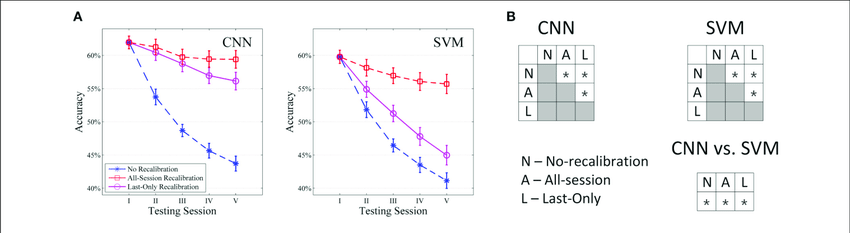 A
CNN
60%
55%
50%
45%
40%
Accuracy
No Recalibration
All-Session Recalibration
Last-Only Recalibration
I II III IV V
Testing Session
SVM
60%
55%
50%
45%
40%
Accuracy
I II III IV V
Testing Session
B
CNN
N A L
N * *
A *
L
SVM
N A L
N * *
A *
L
N – No-recalibration
A – All-session
L – Last-Only
CNN vs. SVM
N A L
* * *